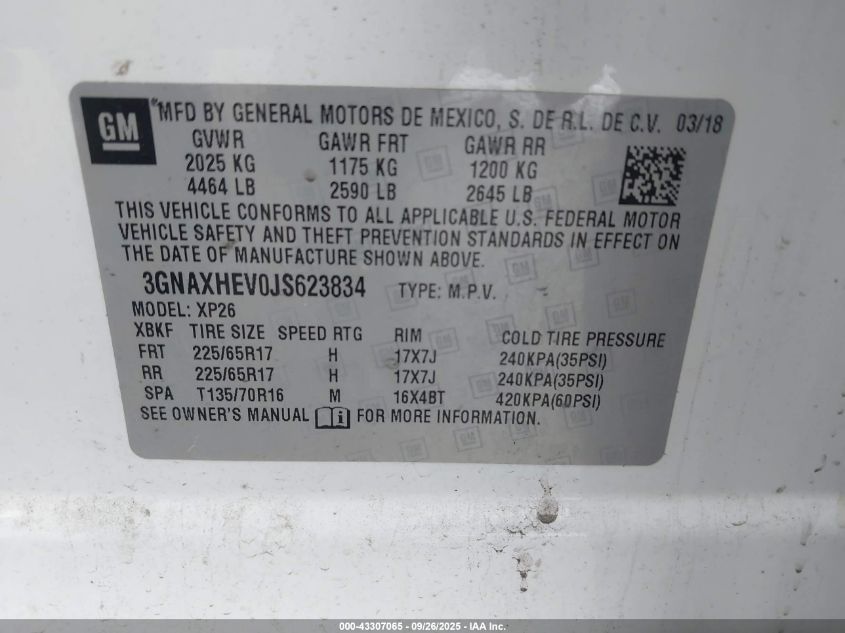 GM
MFD BY GENERAL MOTORS DE MEXICO, S. DE R.L. DE C.V. 03/18
GVWR GAWR FRT GAWR RR
2025 KG 1175 KG 1200 KG
4464 LB 2590 LB 2645 LB
THIS VEHICLE CONFORMS TO ALL APPLICABLE U.S. FEDERAL MOTOR
VEHICLE SAFETY AND THEFT PREVENTION STANDARDS IN EFFECT ON
THE DATE OF MANUFACTURE SHOWN ABOVE.
3GNAXHEV0JS623834 TYPE: M.P.V.
MODEL: XP26
XBKF TIRE SIZE SPEED RTG RIM COLD TIRE PRESSURE
FRT 225/65R17 H 17X7J 240KPA(35PSI)
RR 225/65R17 H 17X7J 240KPA(35PSI)
SPA T135/70R16 M 16X4BT 420KPA(60PSI)
SEE OWNER'S MANUAL FOR MORE INFORMATION.
000-43307065 - 09/26/2025 - IAA Inc.